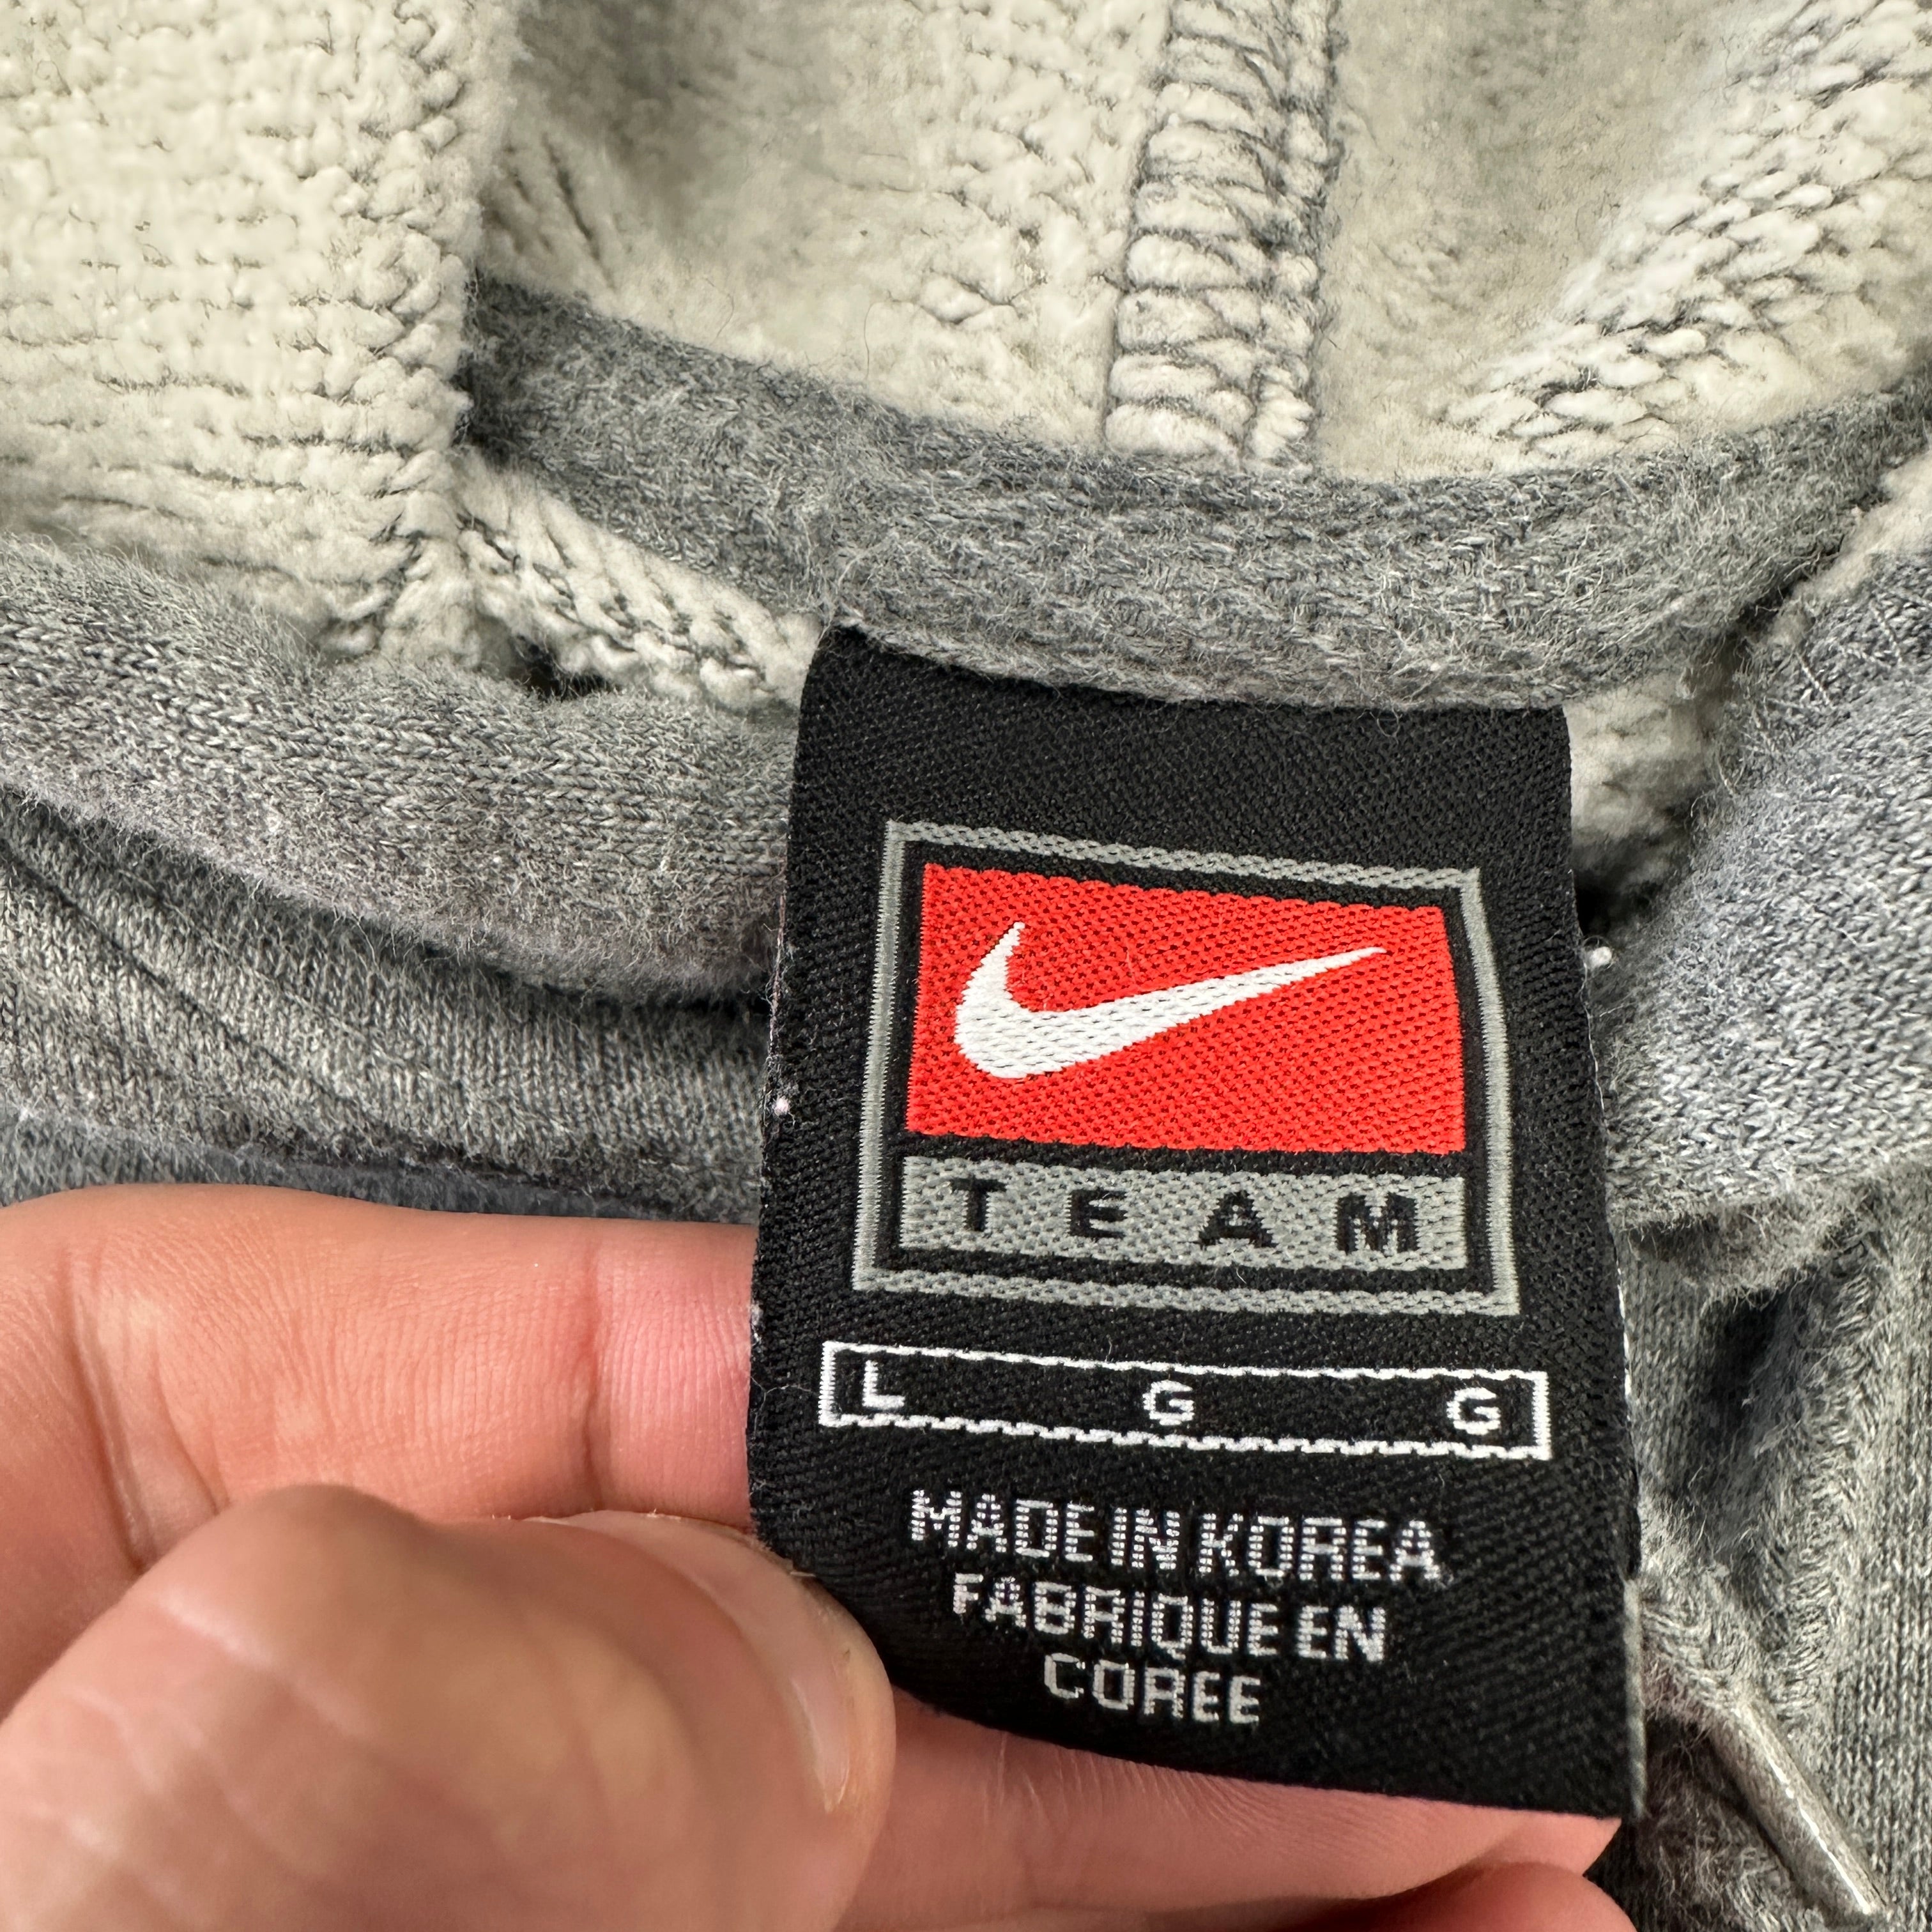 TEAM
L G G
MADE IN KOREA
FABRIQUE EN
COREE